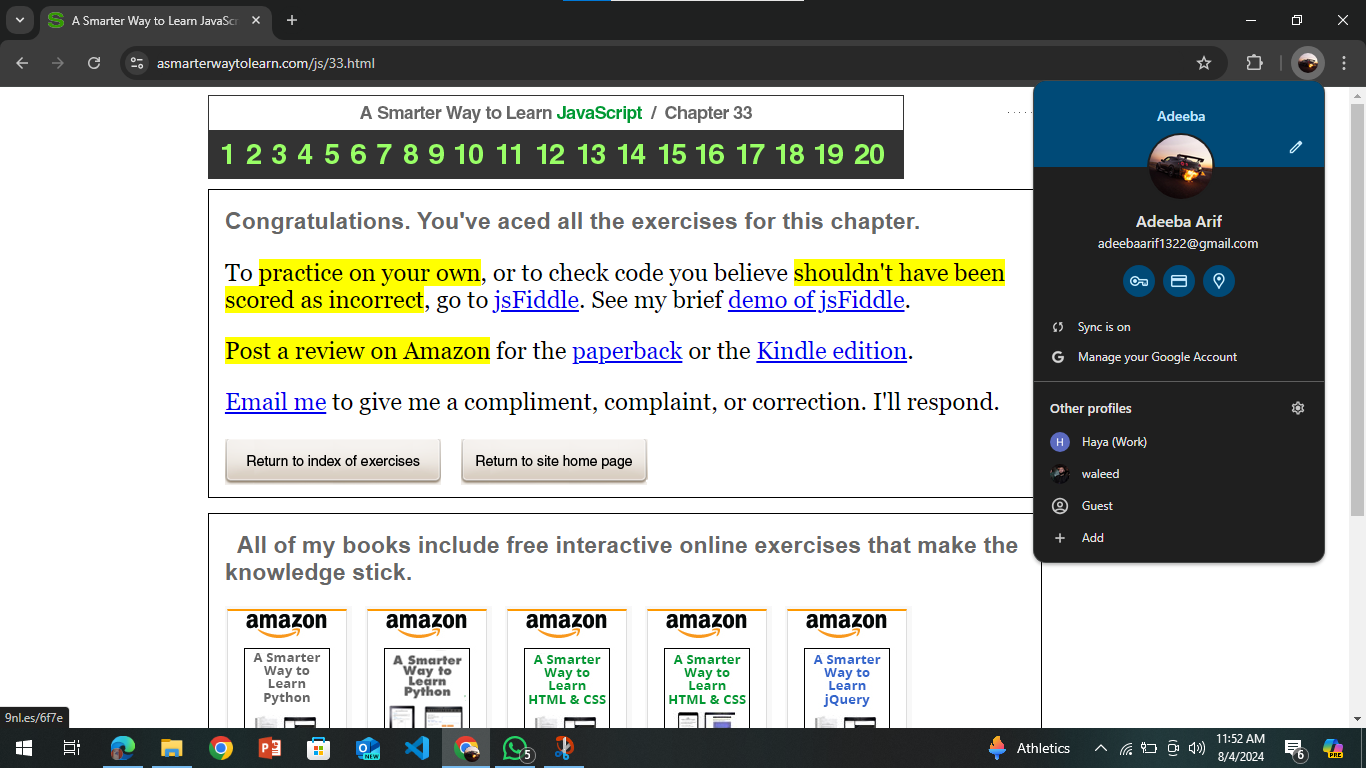 A Smarter Way to Learn JavaScr
asmarterwaytolearn.com/js/33.html
A Smarter Way to Learn JavaScript / Chapter 33
1 2 3 4 5 6 7 8 9 10 11 12 13 14 15 16 17 18 19 20
Congratulations. You've aced all the exercises for this chapter.
To practice on your own, or to check code you believe shouldn't have been
scored as incorrect, go to jsFiddle. See my brief demo of jsFiddle.
Post a review on Amazon for the paperback or the Kindle edition.
Email me to give me a compliment, complaint, or correction. I'll respond.
Return to index of exercises Return to site home page
All of my books include free interactive online exercises that make the
knowledge stick.
amazon amazon amazon amazon amazon
A Smarter
Way to
Learn
Python
A Smarter
Way to
Learn
Python
A Smarter
Way to
Learn
HTML & CSS
A Smarter
Way to
Learn
HTML & CSS
A Smarter
Way to
Learn
jQuery
Adeeba
Adeeba Arif
adeebaarif1322@gmail.com
Sync is on
G Manage your Google Account
Other profiles
H Haya (Work)
waleed
Guest
Add
9nl.es/6f7e
5
Athletics
11:52 AM
8/4/2024
6
PRE